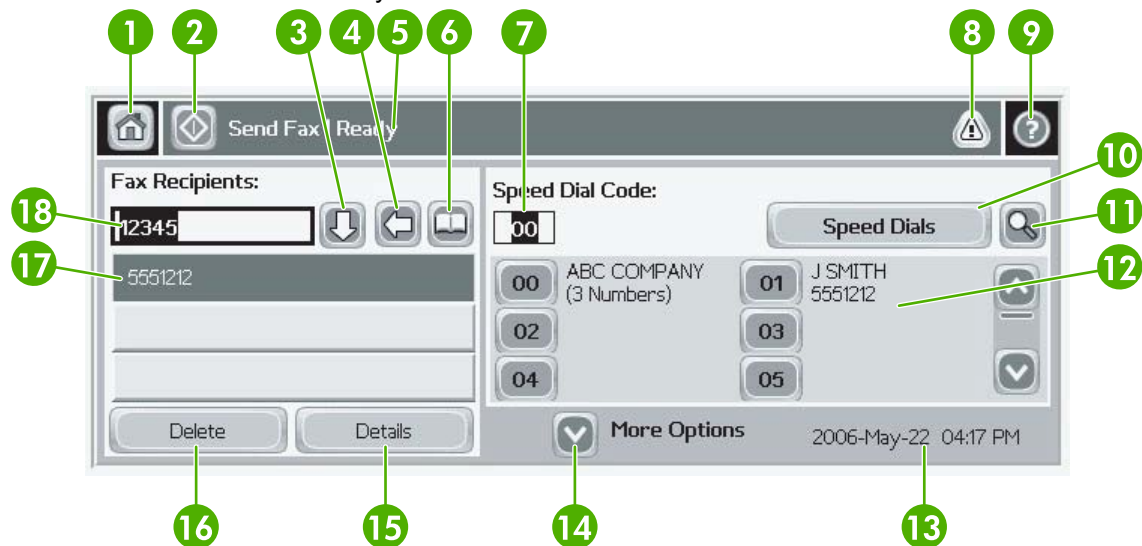 1 2 3 4 5 6 7 8 9
Send Fax | Ready
?
10
Fax Recipients:
Speed Dial Code:
11
18
12345
00
Speed Dials
17
5551212
00 ABC COMPANY
(3 Numbers)
01 J SMITH
5551212
12
02 03
04 05
Delete Details
More Options
2006-May-22 04:17 PM
16 15 14 13